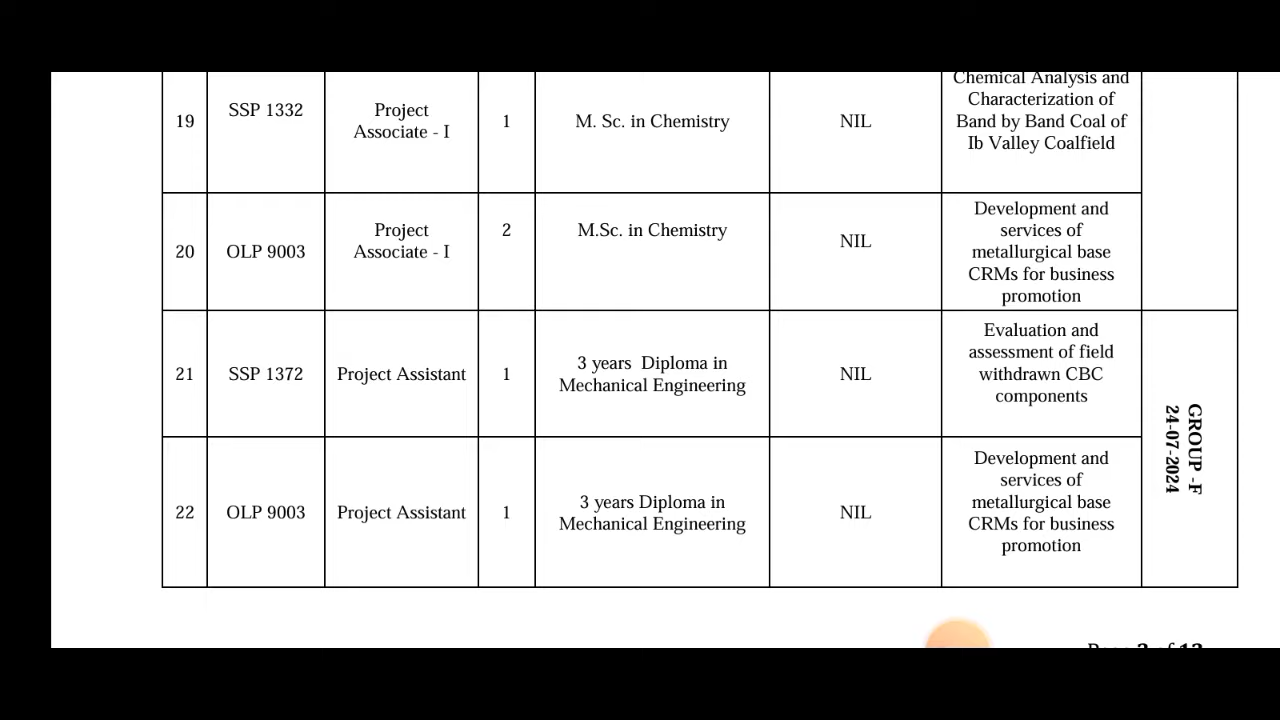 19
SSP 1332
Project
Associate - I
1
M. Sc. in Chemistry
NIL
Chemical Analysis and
Characterization of
Band by Band Coal of
Ib Valley Coalfield
20
OLP 9003
Project
Associate - I
2
M.Sc. in Chemistry
NIL
Development and
services of
metallurgical base
CRMs for business
promotion
21
SSP 1372
Project Assistant
1
3 years Diploma in
Mechanical Engineering
NIL
Evaluation and
assessment of field
withdrawn CBC
components
GROUP -F
24-07-2024
22
OLP 9003
Project Assistant
1
3 years Diploma in
Mechanical Engineering
NIL
Development and
services of
metallurgical base
CRMs for business
promotion